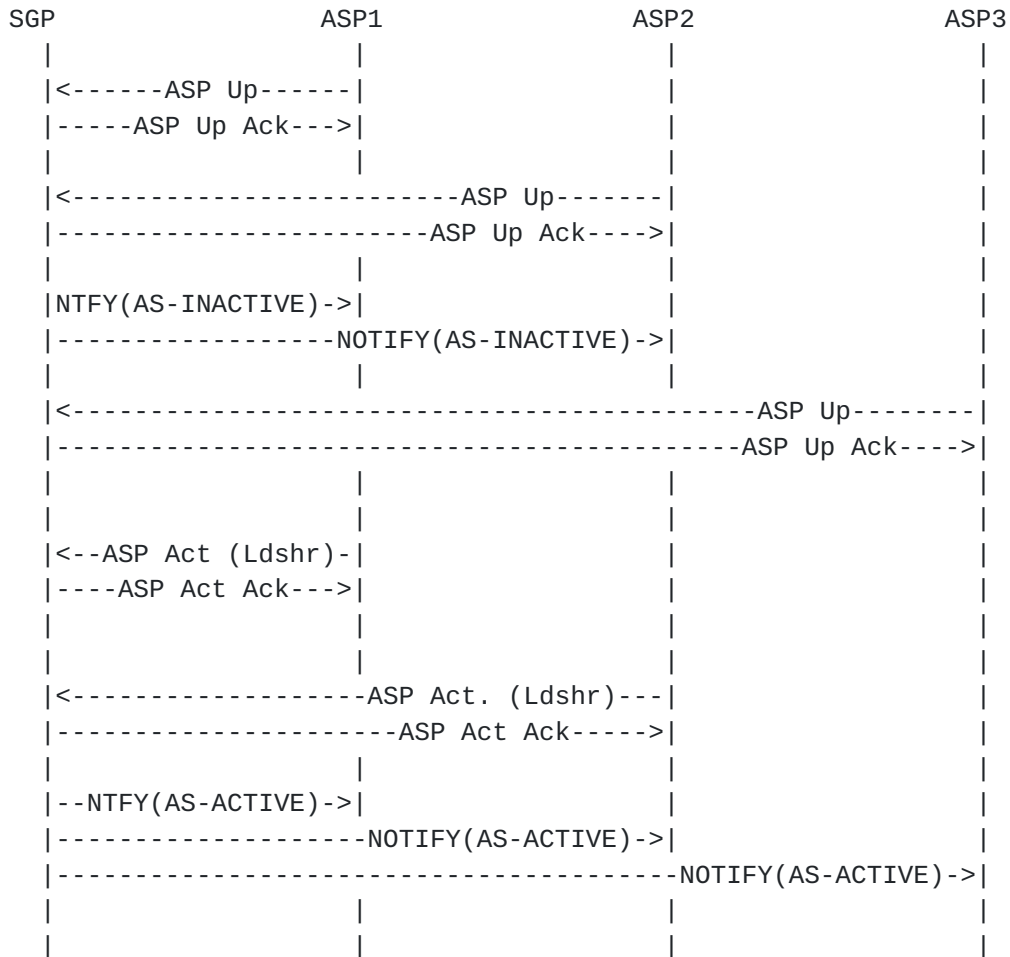 SGP                 ASP1                ASP2                ASP3
  |                   |                   |                   |
  |<------ASP Up------|                   |                   |
  |-----ASP Up Ack--->|                   |                   |
  |                   |                   |                   |
  |<-------------------------ASP Up-------|                   |
  |------------------------ASP Up Ack---->|                   |
  |                   |                   |                   |
  |NTFY(AS-INACTIVE)->|                   |                   |
  |------------------NOTIFY(AS-INACTIVE)->|                   |
  |                   |                   |                   |
  |<--------------------------------------------ASP Up--------|
  |--------------------------------------------ASP Up Ack---->|
  |                   |                   |                   |
  |                   |                   |                   |
  |<--ASP Act (Ldshr)-|                   |                   |
  |----ASP Act Ack--->|                   |                   |
  |                   |                   |                   |
  |                   |                   |                   |
  |<-------------------ASP Act. (Ldshr)---|                   |
  |----------------------ASP Act Ack----->|                   |
  |                   |                   |                   |
  |--NTFY(AS-ACTIVE)->|                   |                   |
  |--------------------NOTIFY(AS-ACTIVE)->|                   |
  |----------------------------------------NOTIFY(AS-ACTIVE)->|
  |                   |                   |                   |
  |                   |                   |                   |